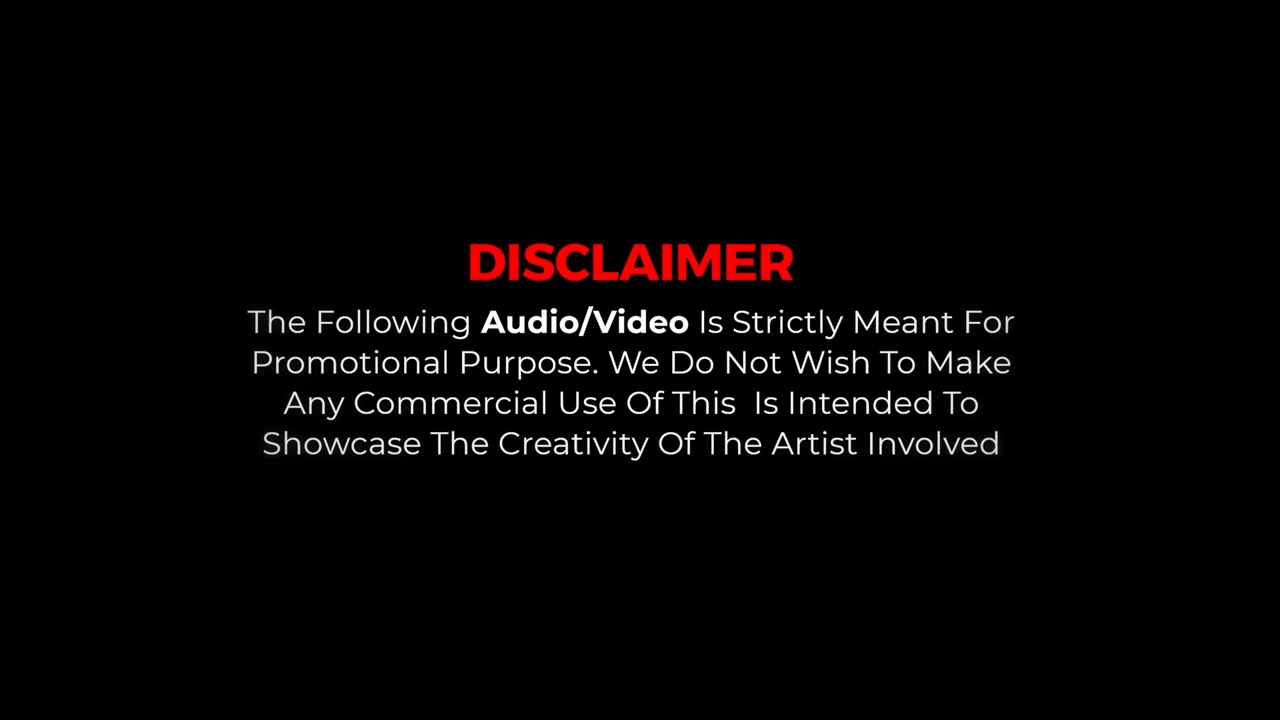 DISCLAIMER
The Following Audio/Video Is Strictly Meant For
Promotional Purpose. We Do Not Wish To Make
Any Commercial Use Of This  Is Intended To
Showcase The Creativity Of The Artist Involved